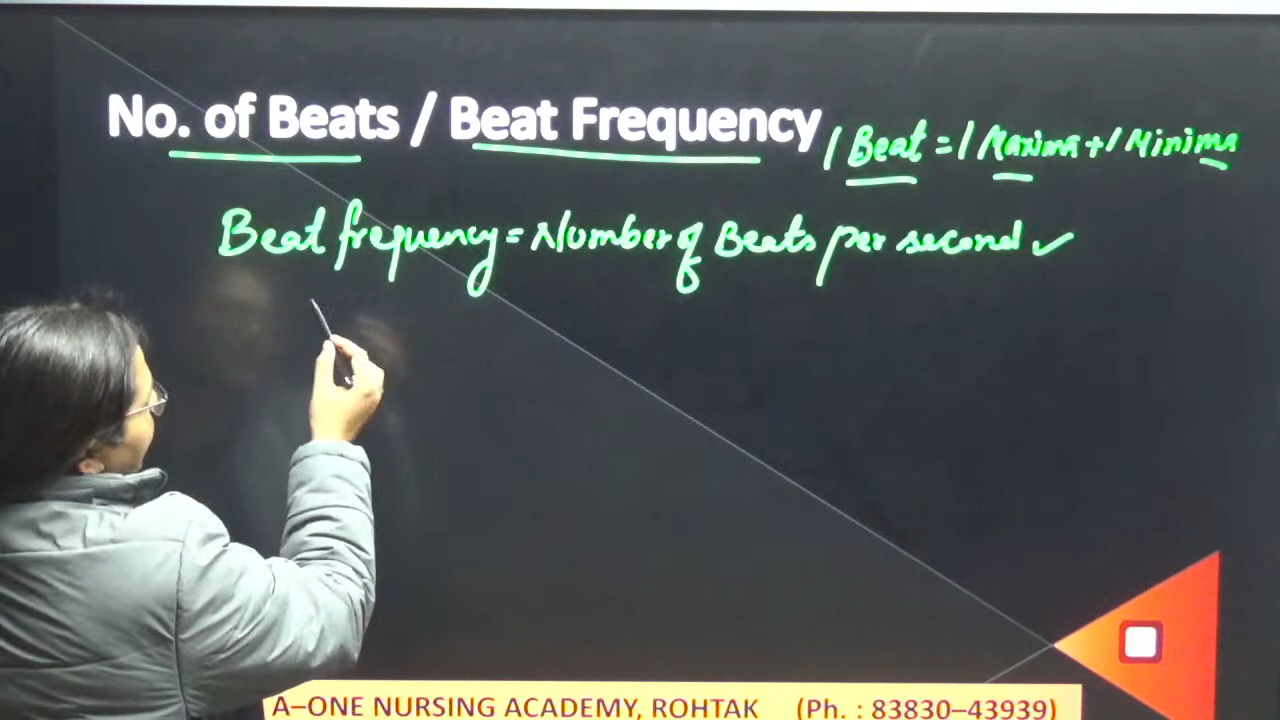 No. of Beats / Beat Frequency
1 Beat = 1 Maxima + 1 Minima
Beat frequency = Number of Beats per second ✓
A–ONE NURSING ACADEMY, ROHTAK (Ph. : 83830–43939)